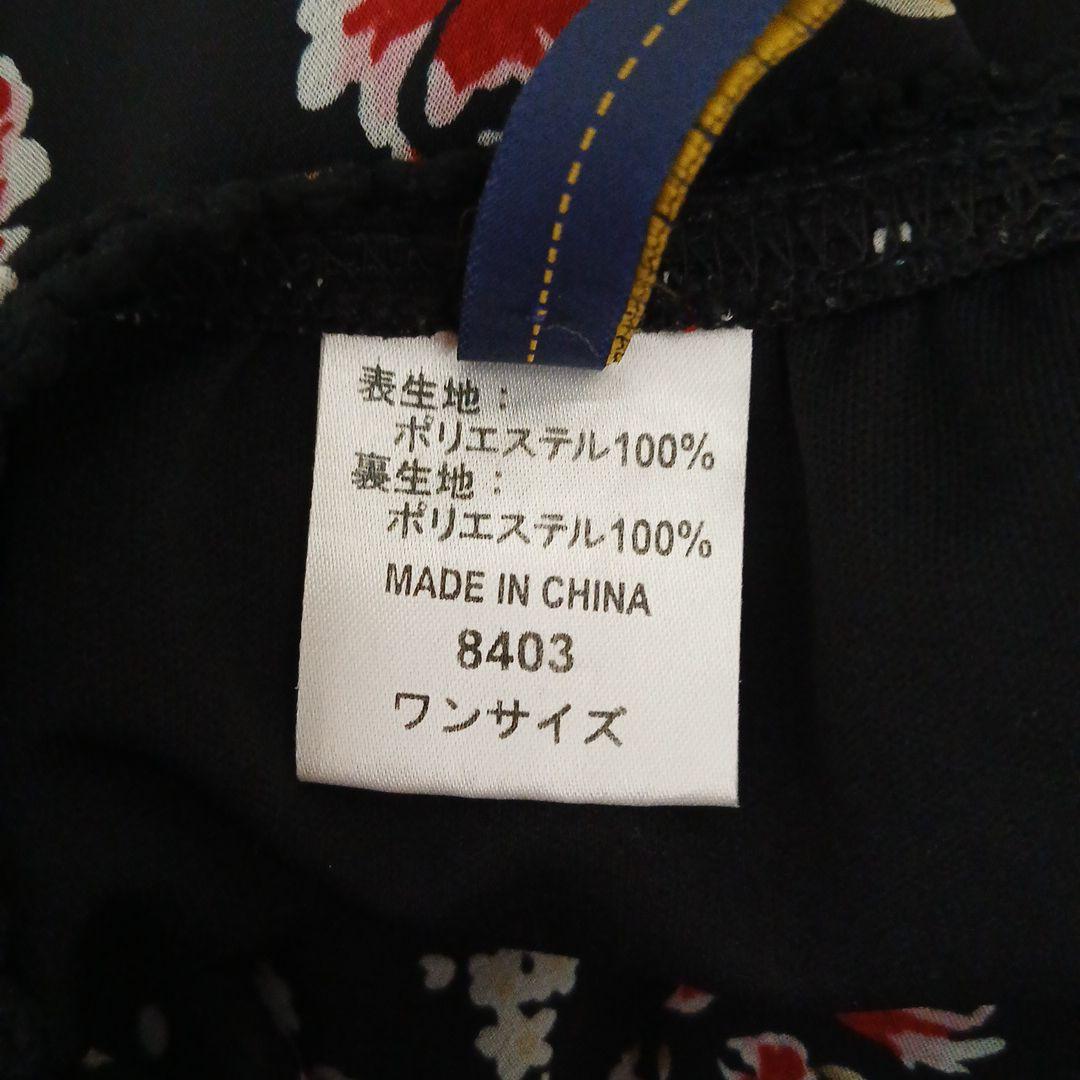 表生地：
ポリエステル100%
裏生地：
ポリエステル100%
MADE IN CHINA
8403
ワンサイズ